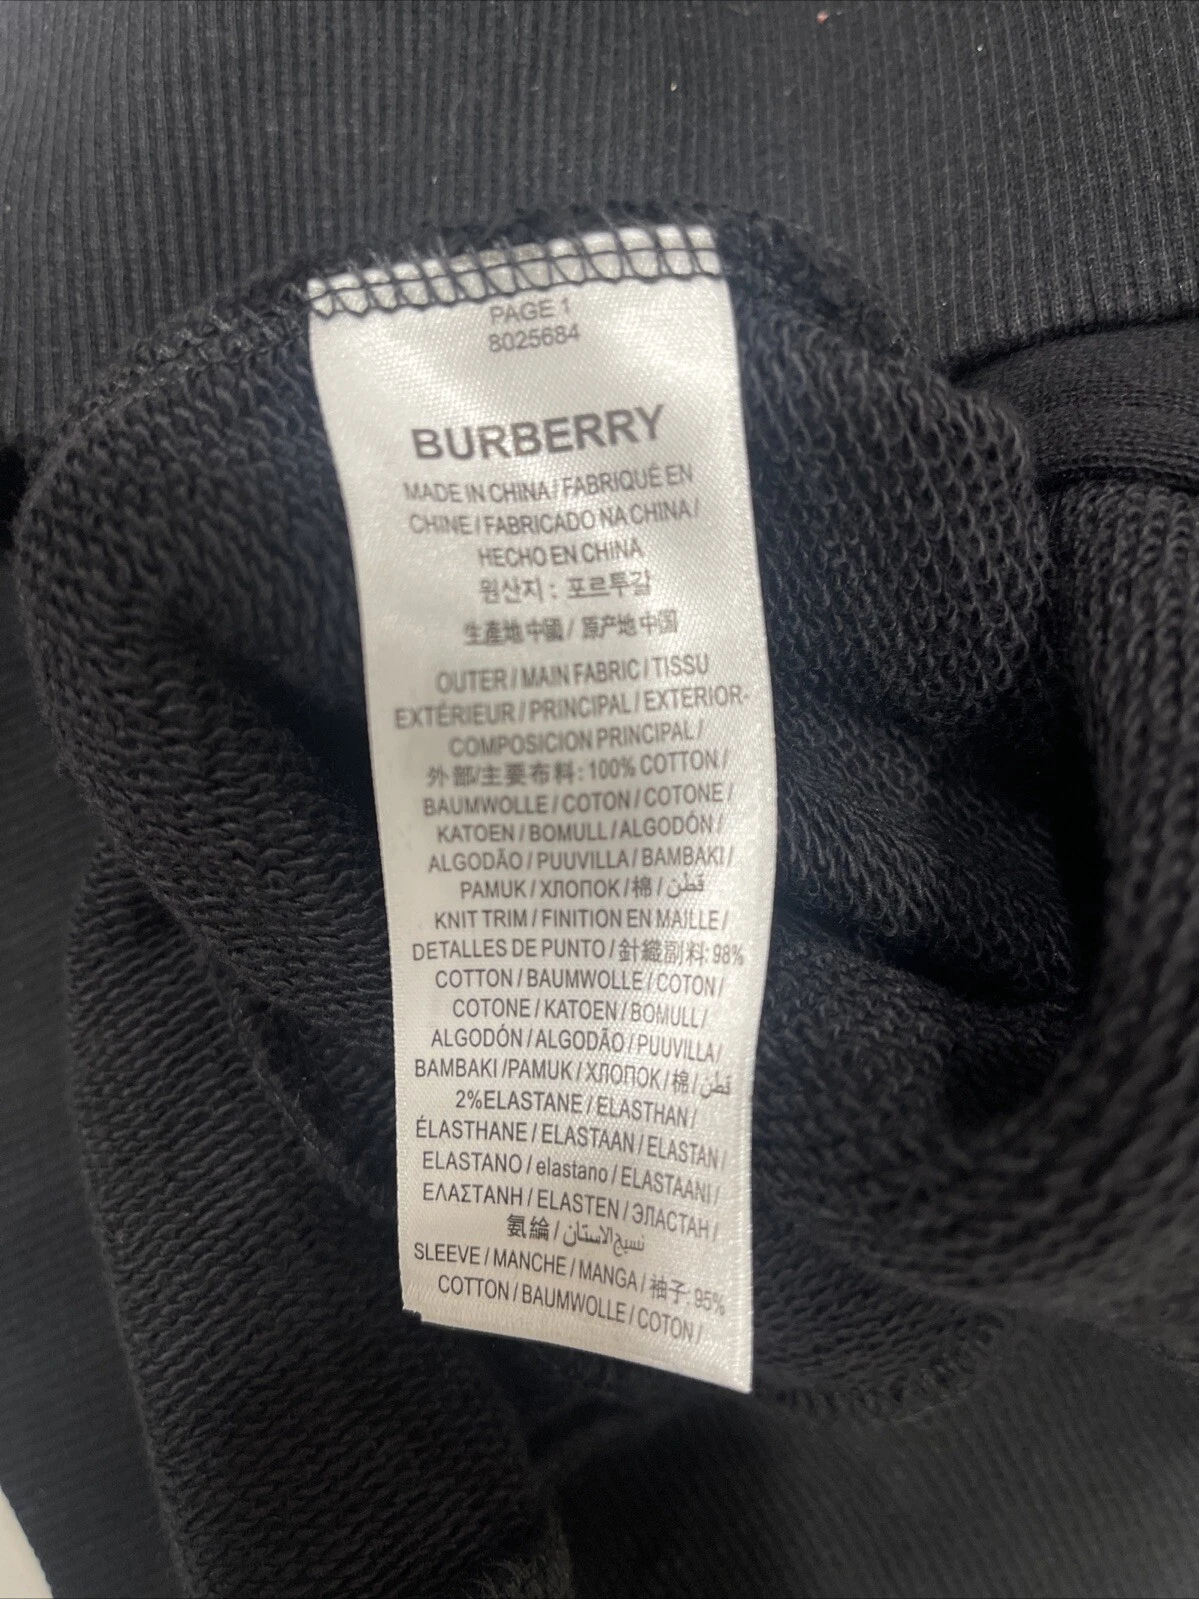 PAGE 1
8025684
BURBERRY
MADE IN CHINA / FABRIQUÉ EN
CHINE / FABRICADO NA CHINA /
HECHO EN CHINA
원산지 : 포르투갈
生產地中國 / 原产地中国
OUTER / MAIN FABRIC / TISSU
EXTÉRIEUR / PRINCIPAL / EXTERIOR-
COMPOSICION PRINCIPAL /
外部/主要布料: 100% COTTON /
BAUMWOLLE / COTON / COTONE /
KATOEN / BOMULL / ALGODÓN /
ALGODÃO / PUUVILLA / BAMBAKI /
PAMUK / ХЛОПОК / 棉 / قطن
KNIT TRIM / FINITION EN MAILLE /
DETALLES DE PUNTO / 針織副料: 98%
COTTON / BAUMWOLLE / COTON /
COTONE / KATOEN / BOMULL /
ALGODÓN / ALGODÃO / PUUVILLA /
BAMBAKI /PAMUK / ХЛОПОК / 棉 / قطن
2%ELASTANE / ELASTHAN /
ÉLASTHANE / ELASTAAN / ELASTAN /
ELASTANO / elastano / ELASTAANI /
ΕΛΑΣΤΑΝΗ / ELASTEN / ЭЛАСТАН /
氨綸 / نسيج الاستان
SLEEVE / MANCHE / MANGA / 袖子: 95%
COTTON / BAUMWOLLE / COTON /